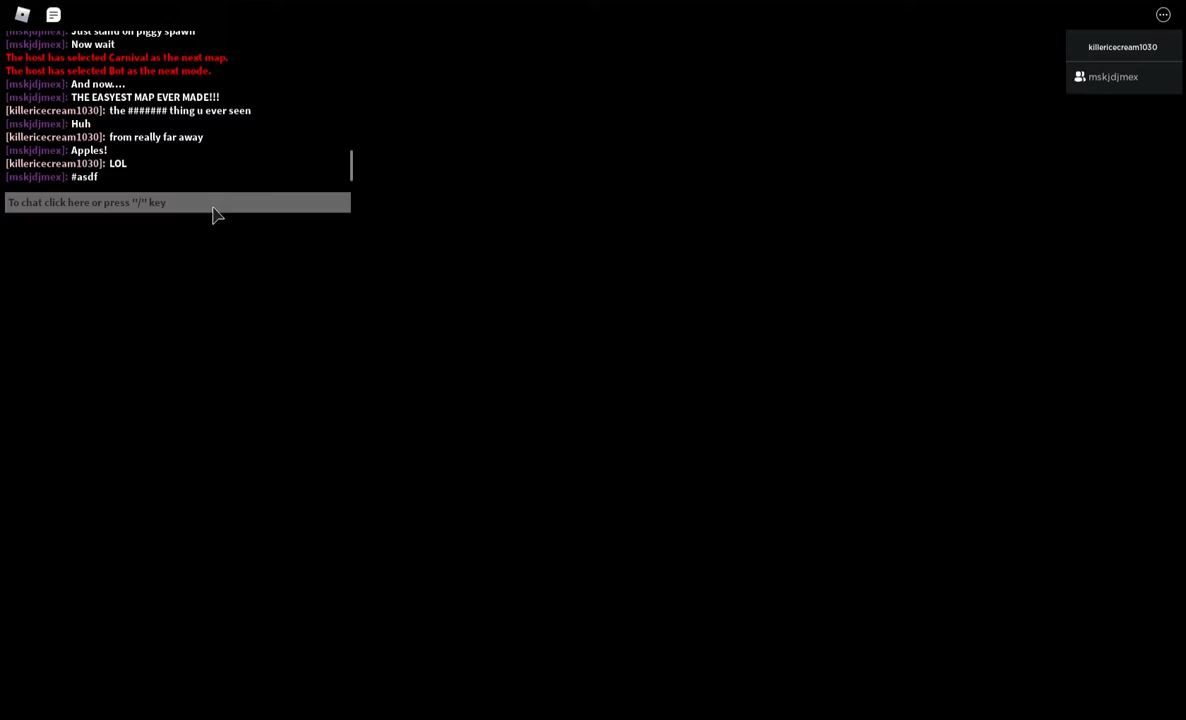 [mskjdjmex]: Just stand on piggy spawn
[mskjdjmex]: Now wait
The host has selected Carnival as the next map.
The host has selected Bot as the next mode.
[mskjdjmex]: And now....
[mskjdjmex]: THE EASYEST MAP EVER MADE!!!
[killericecream1030]: the ####### thing u ever seen
[mskjdjmex]: Huh
[killericecream1030]: from really far away
[mskjdjmex]: Apples!
[killericecream1030]: LOL
[mskjdjmex]: #asdf
To chat click here or press "/" key
killericecream1030
mskjdjmex